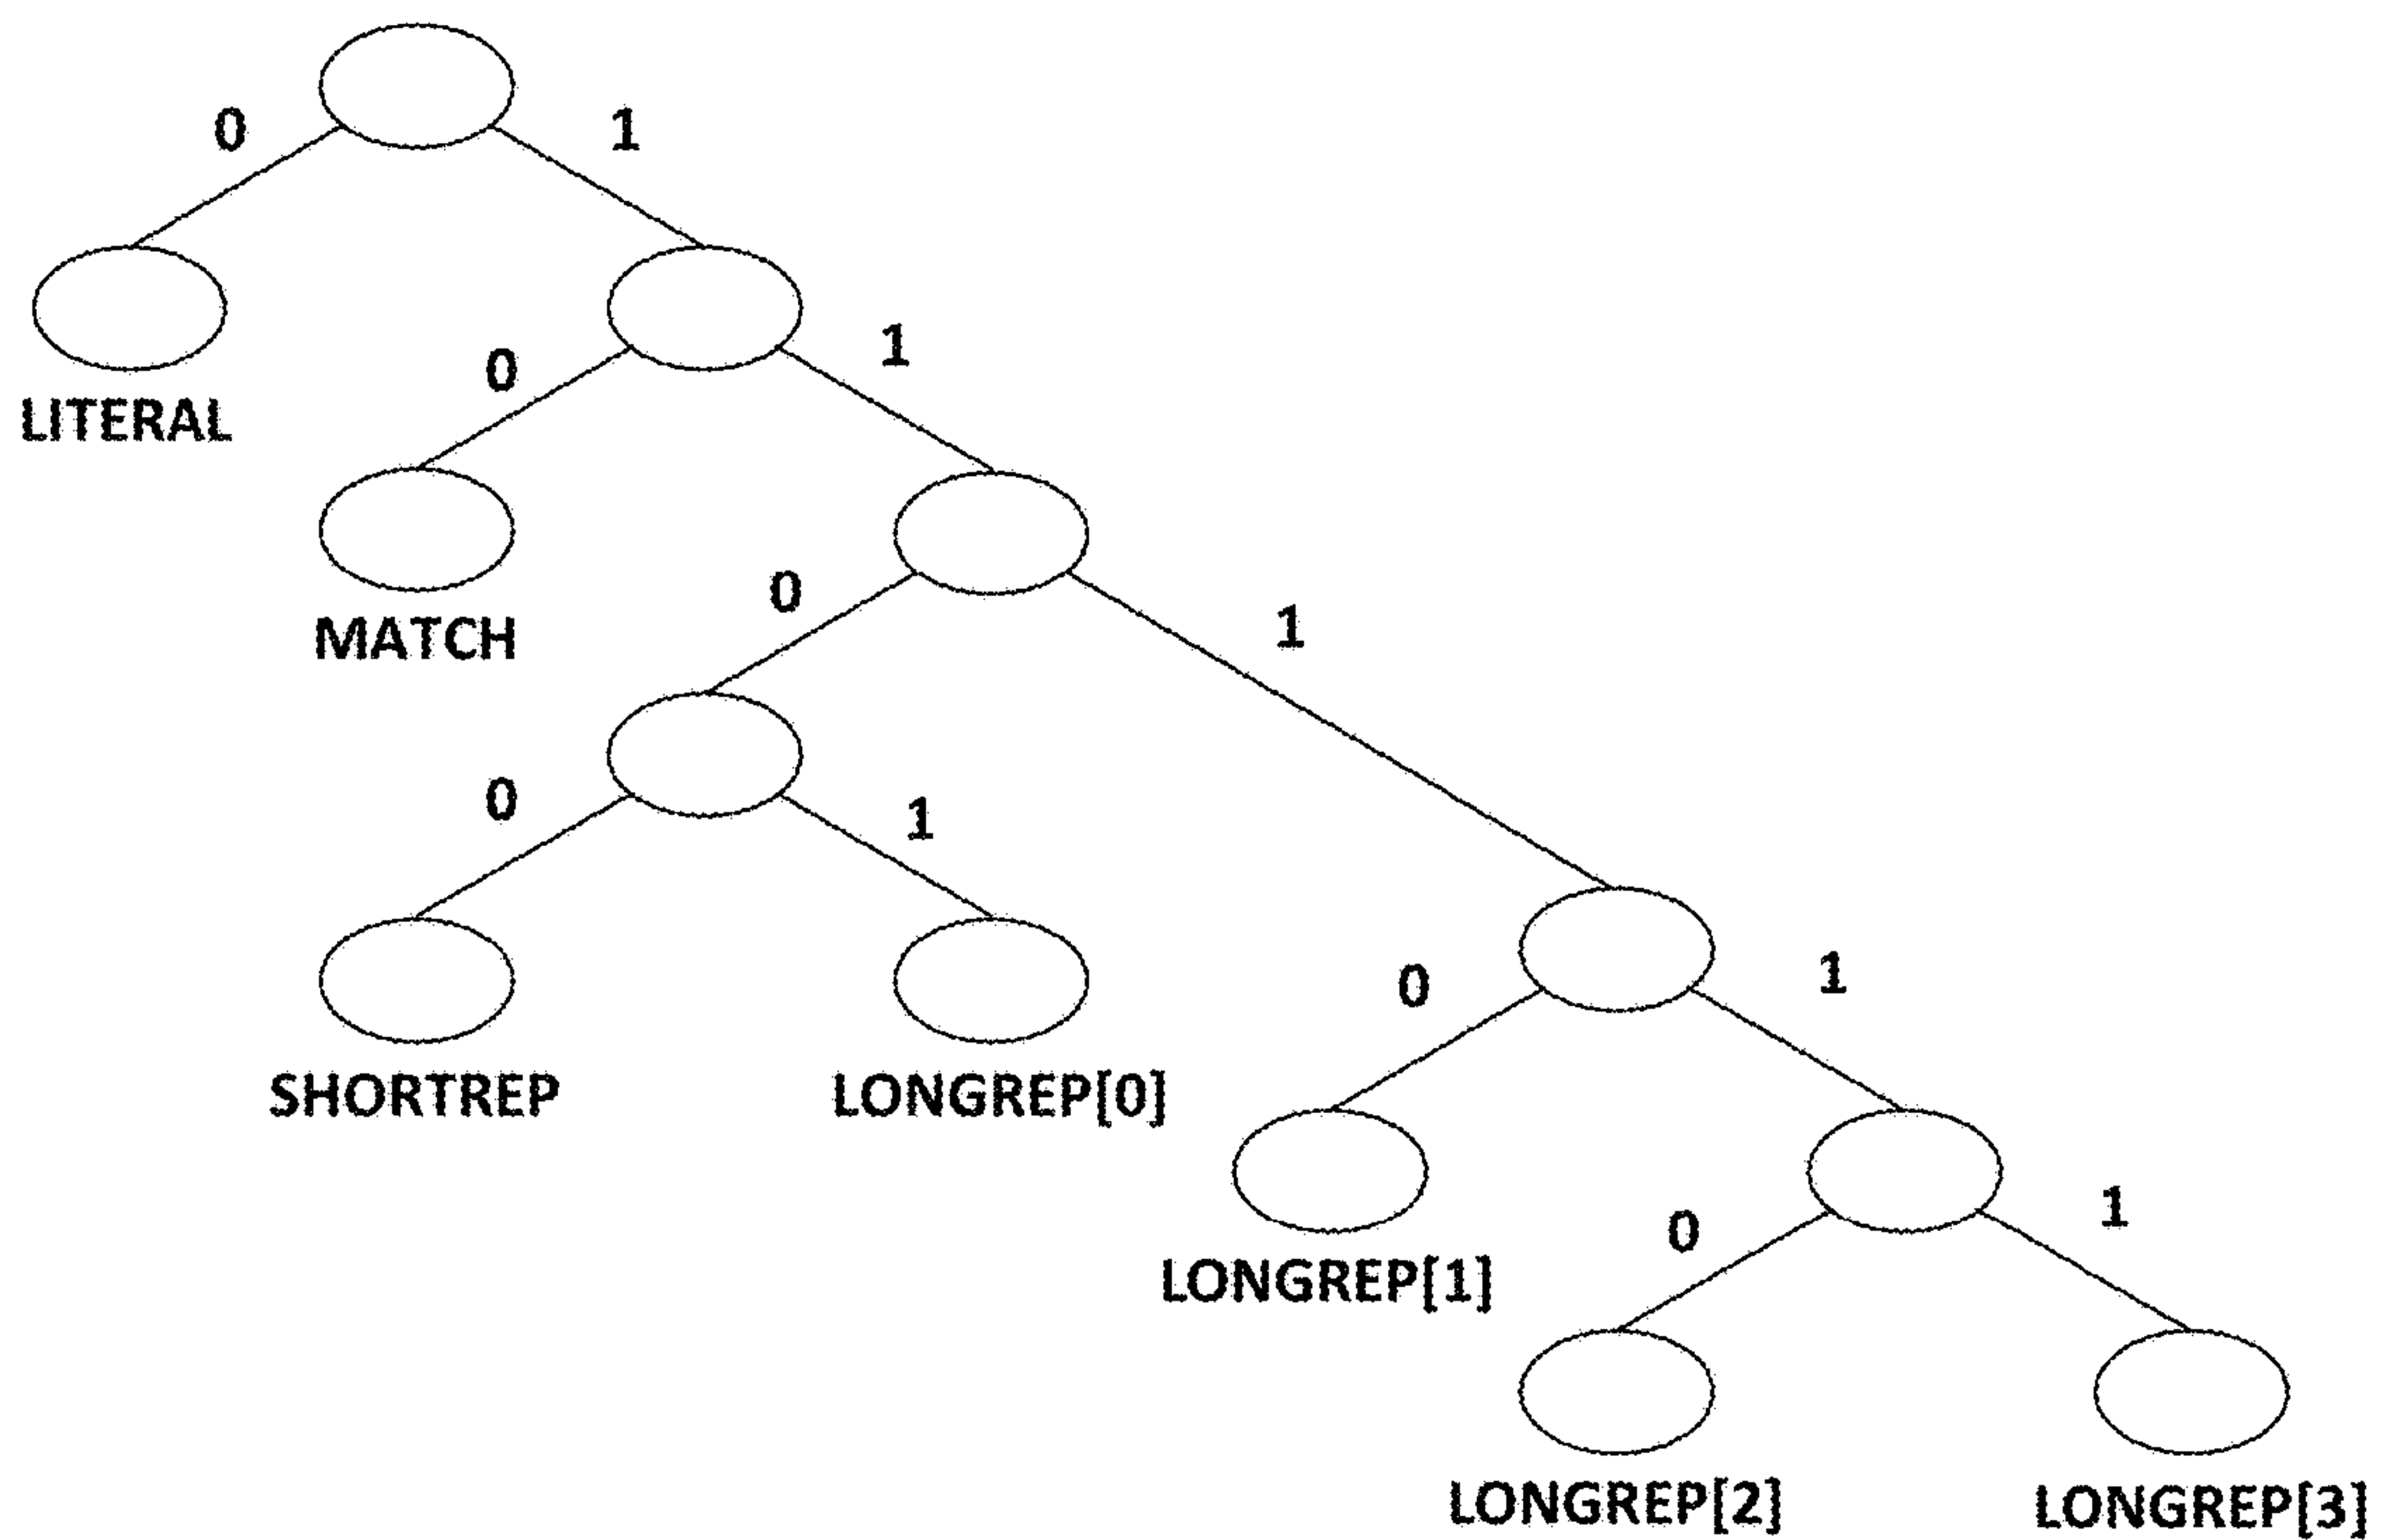 0 1
LITERAL
0 1
MATCH
0 1
0 1
SHORTREP LONGREP[0]
0 1
LONGREP[1]
0 1
LONGREP[2] LONGREP[3]